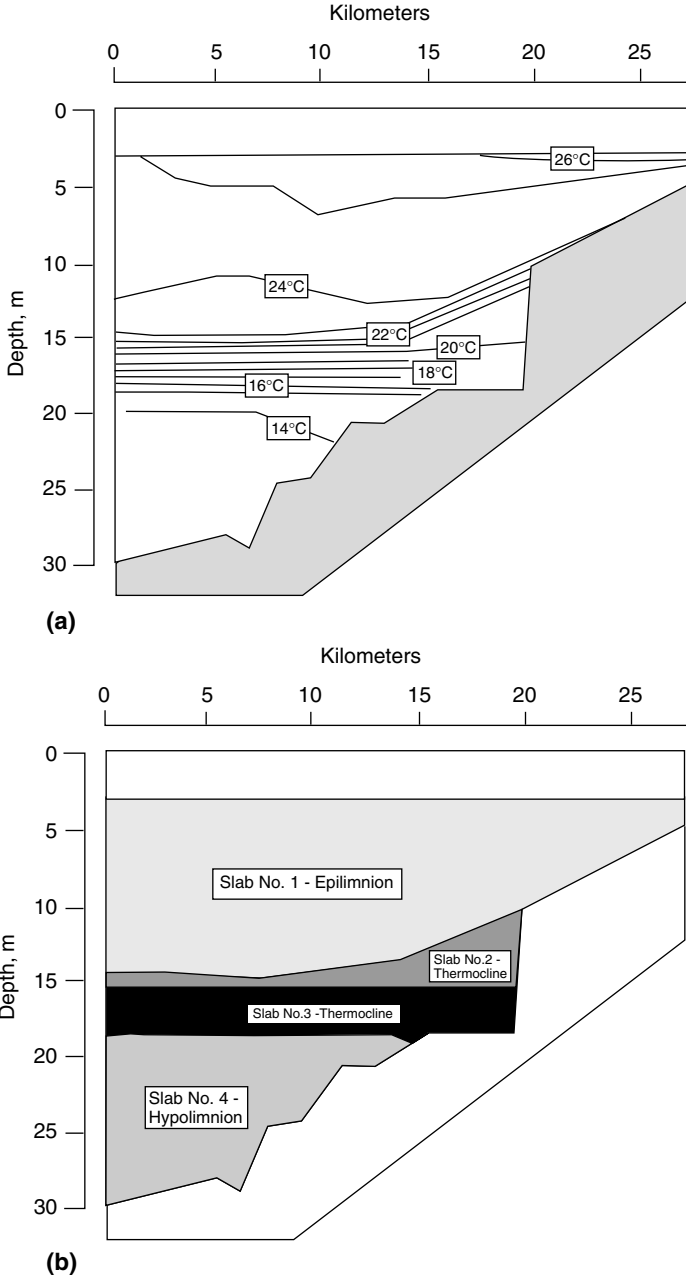 Kilometers
0 5 10 15 20 25
0
5
10
15
20
25
30
Depth, m
26°C
24°C
22°C
20°C
18°C
16°C
14°C
(a)
Kilometers
0 5 10 15 20 25
0
5
10
15
20
25
30
Depth, m
Slab No. 1 - Epilimnion
Slab No.2 -
Thermocline
Slab No.3 -Thermocline
Slab No. 4 -
Hypolimnion
(b)